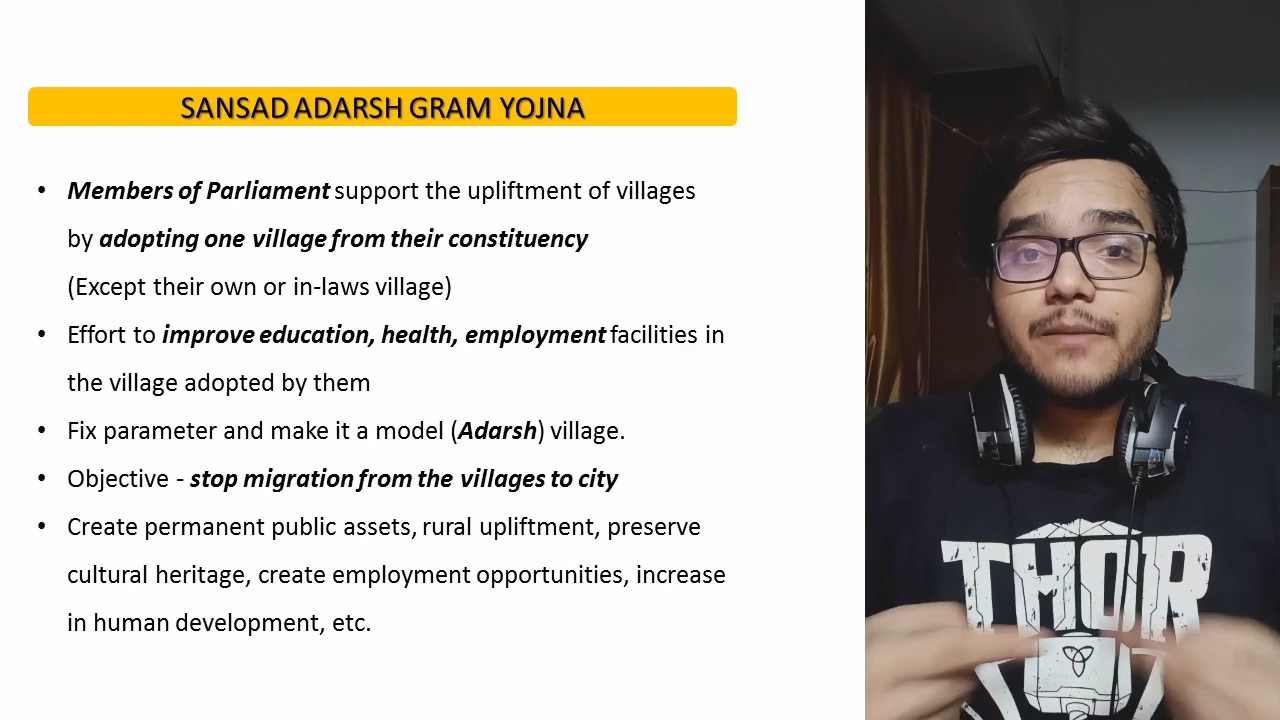 SANSAD ADARSH GRAM YOJNA
• Members of Parliament support the upliftment of villages
by adopting one village from their constituency
(Except their own or in-laws village)
• Effort to improve education, health, employment facilities in
the village adopted by them
• Fix parameter and make it a model (Adarsh) village.
• Objective - stop migration from the villages to city
• Create permanent public assets, rural upliftment, preserve
cultural heritage, create employment opportunities, increase
in human development, etc.
THOR